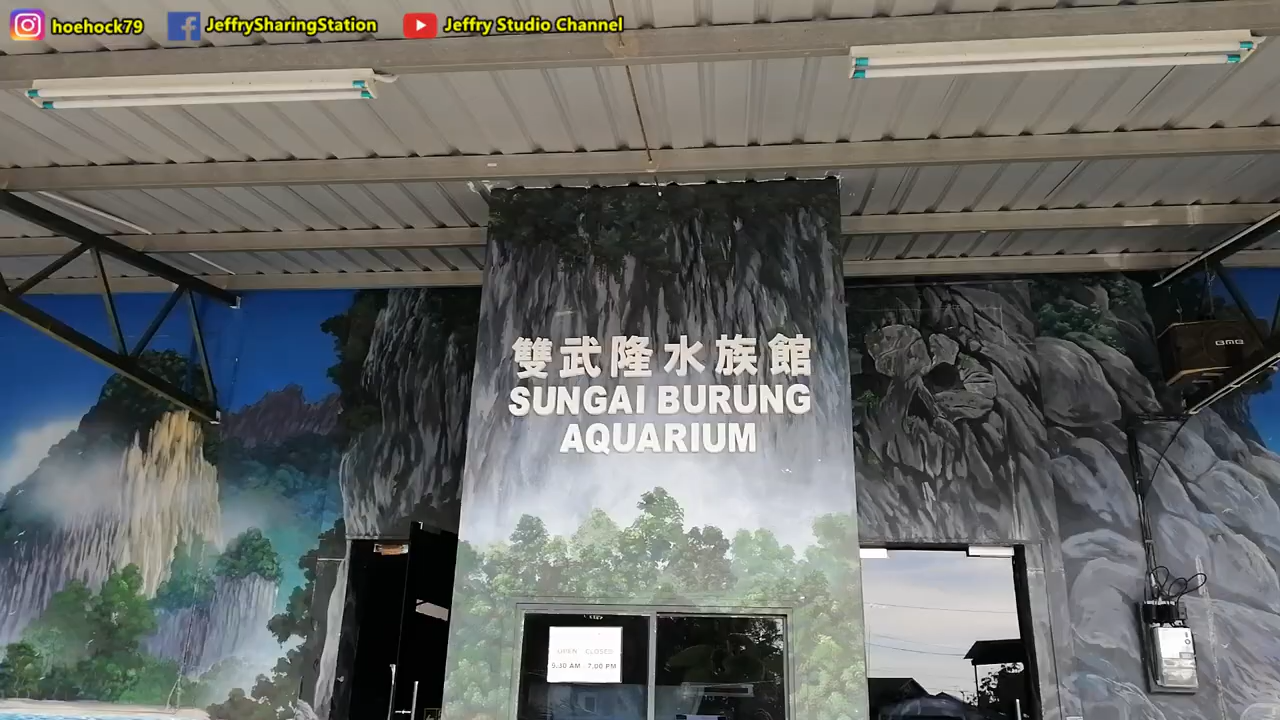 hoehock79 JeffrySharingStation Jeffry Studio Channel
雙武隆水族館
SUNGAI BURUNG
AQUARIUM
GMG
OPEN CLOSED
9.30 AM - 7.00 PM